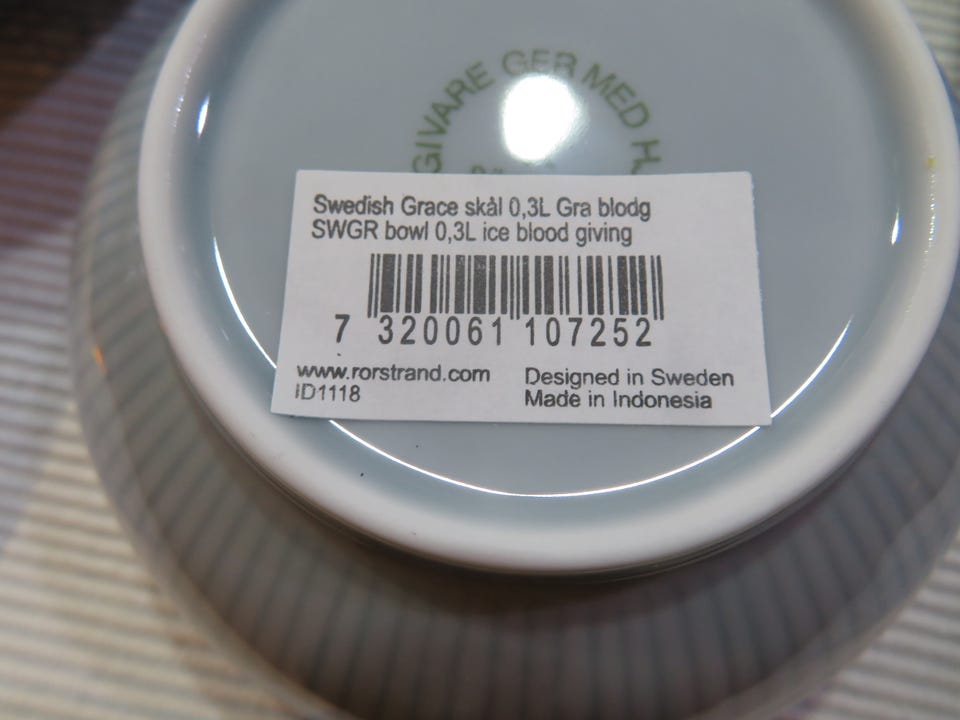 GIVARE GER MED HJ
Swedish Grace skål 0,3L Gra blodg
SWGR bowl 0,3L ice blood giving
7 320061 107252
www.rorstrand.com
ID1118
Designed in Sweden
Made in Indonesia